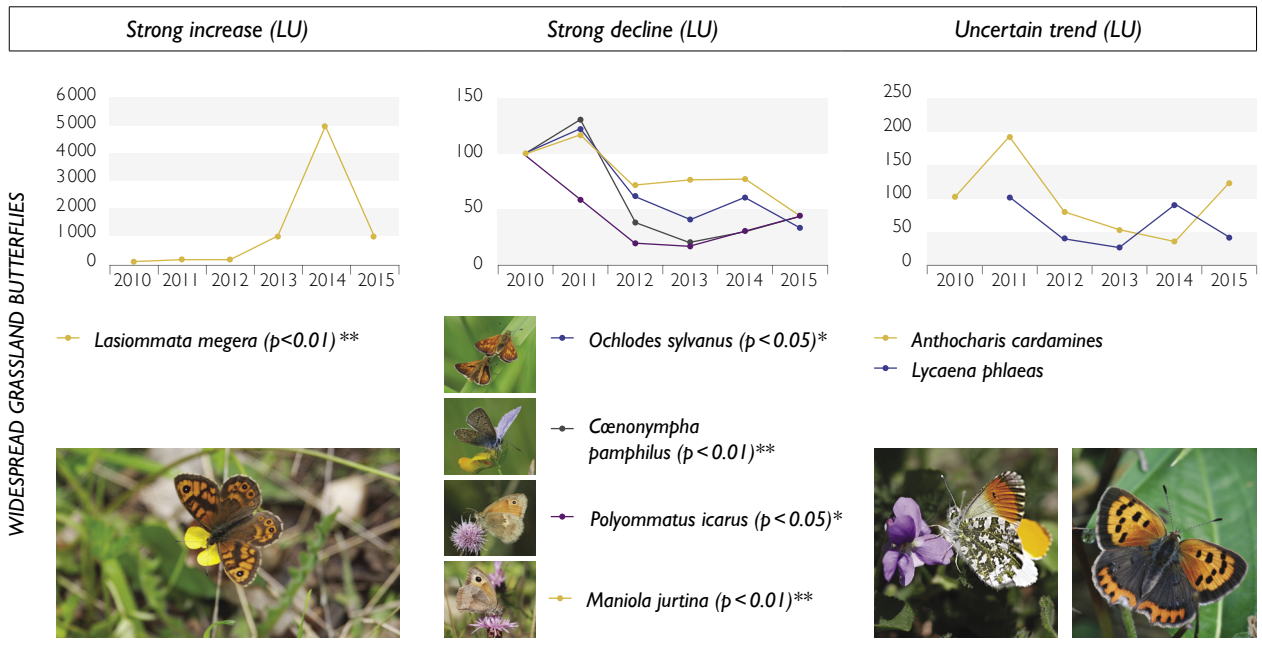 Strong increase (LU)
Strong decline (LU)
Uncertain trend (LU)
WIDESPREAD GRASSLAND BUTTERFLIES
6 000
5 000
4000
3 000
2 000
1 000
0
2010 2011 2012 2013 2014 2015
Lasiommata megera (p<0.01) **
150
100
50
0
2010 2011 2012 2013 2014 2015
Ochlodes sylvanus (p < 0.05)*
Cœnonympha
pamphilus (p < 0.01)**
Polyommatus icarus (p < 0.05)*
Maniola jurtina (p < 0.01)**
250
200
150
100
50
0
2010 2011 2012 2013 2014 2015
Anthocharis cardamines
Lycaena phlaeas